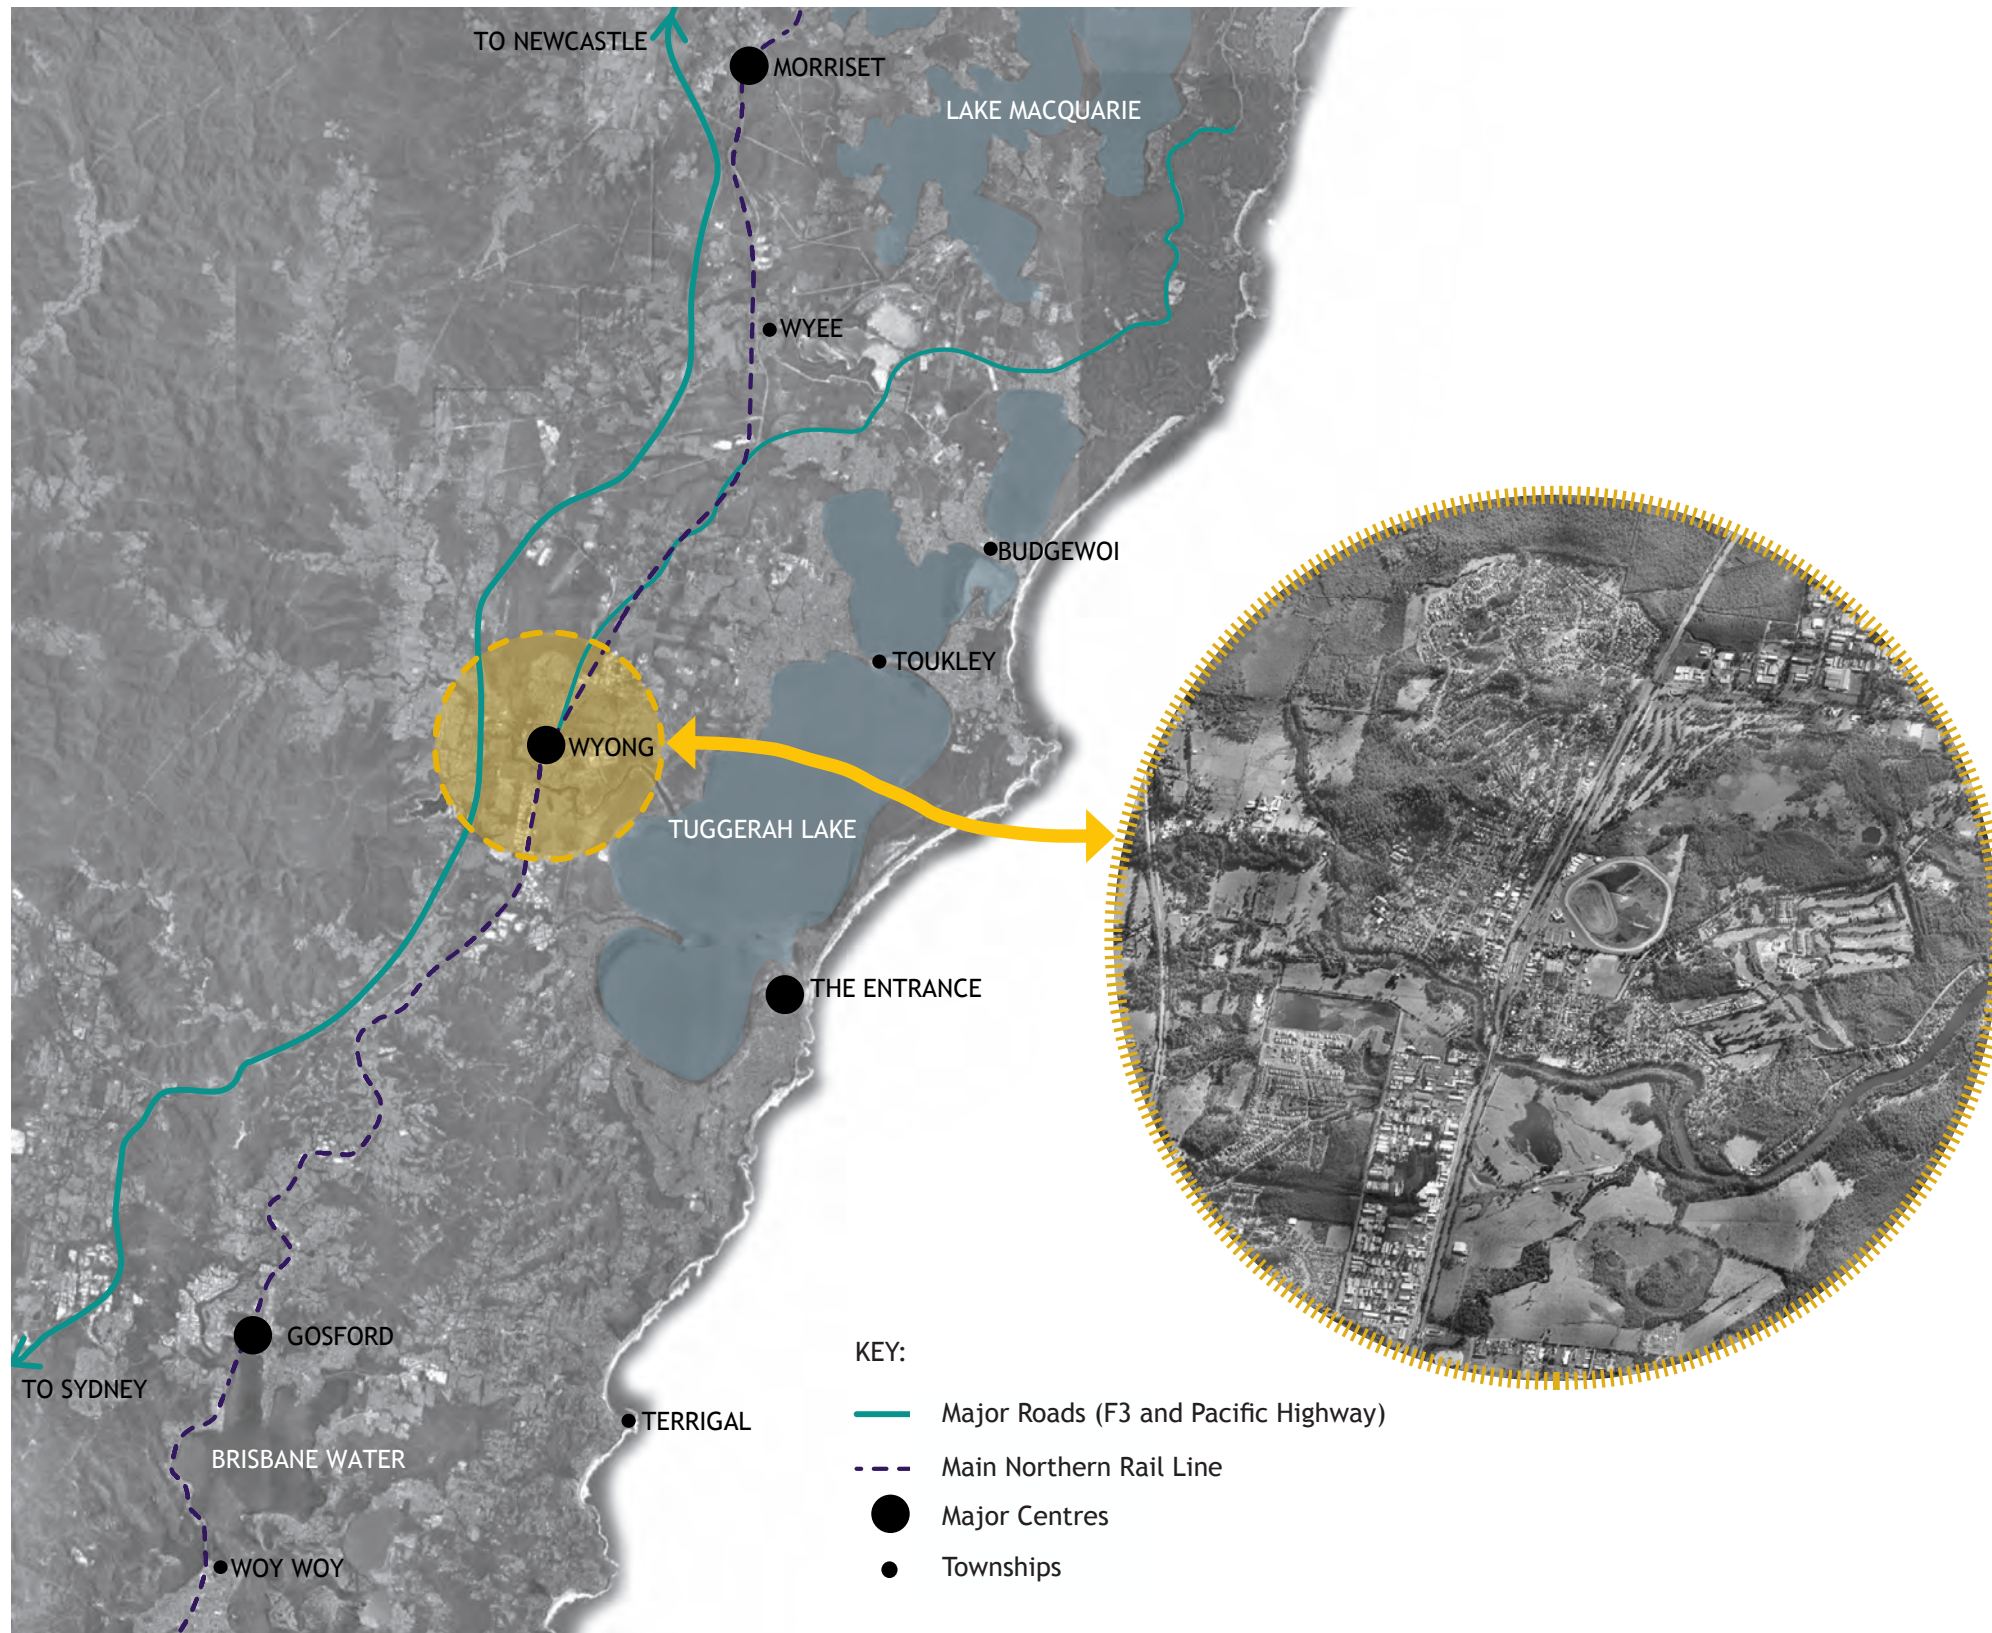 TO NEWCASTLE
MORRISET
LAKE MACQUARIE
WYEE
BUDGEWOI
TOUKLEY
WYONG
TUGGERAH LAKE
THE ENTRANCE
GOSFORD
TO SYDNEY
TERRIGAL
BRISBANE WATER
WOY WOY
KEY:
Major Roads (F3 and Pacific Highway)
Main Northern Rail Line
Major Centres
Townships